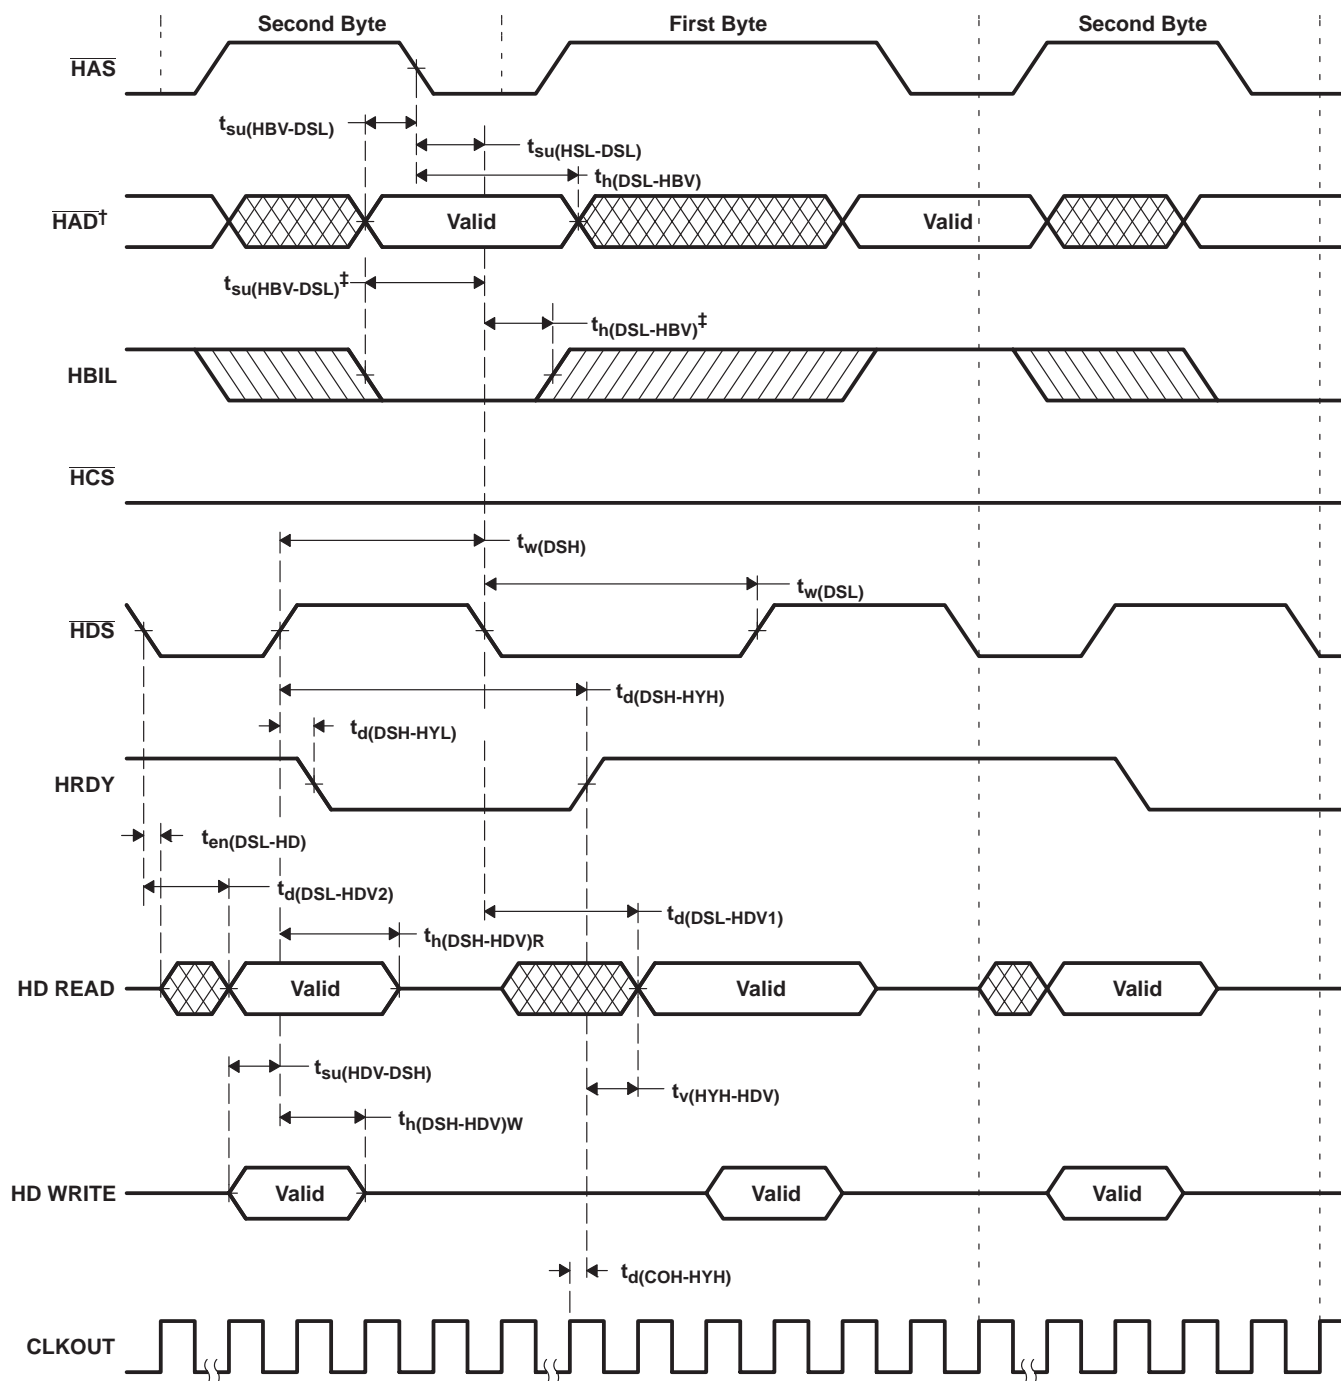 Second Byte First Byte Second Byte
HAS
tsu(HBV-DSL)
tsu(HSL-DSL)
th(DSL-HBV)
HAD† Valid Valid
tsu(HBV-DSL)‡
th(DSL-HBV)‡
HBIL
HCS
tw(DSH)
tw(DSL)
HDS
td(DSH-HYH)
td(DSH-HYL)
HRDY
ten(DSL-HD)
td(DSL-HDV2)
td(DSL-HDV1)
th(DSH-HDV)R
HD READ Valid Valid Valid
tsu(HDV-DSH)
tv(HYH-HDV)
th(DSH-HDV)W
HD WRITE Valid Valid Valid
td(COH-HYH)
CLKOUT